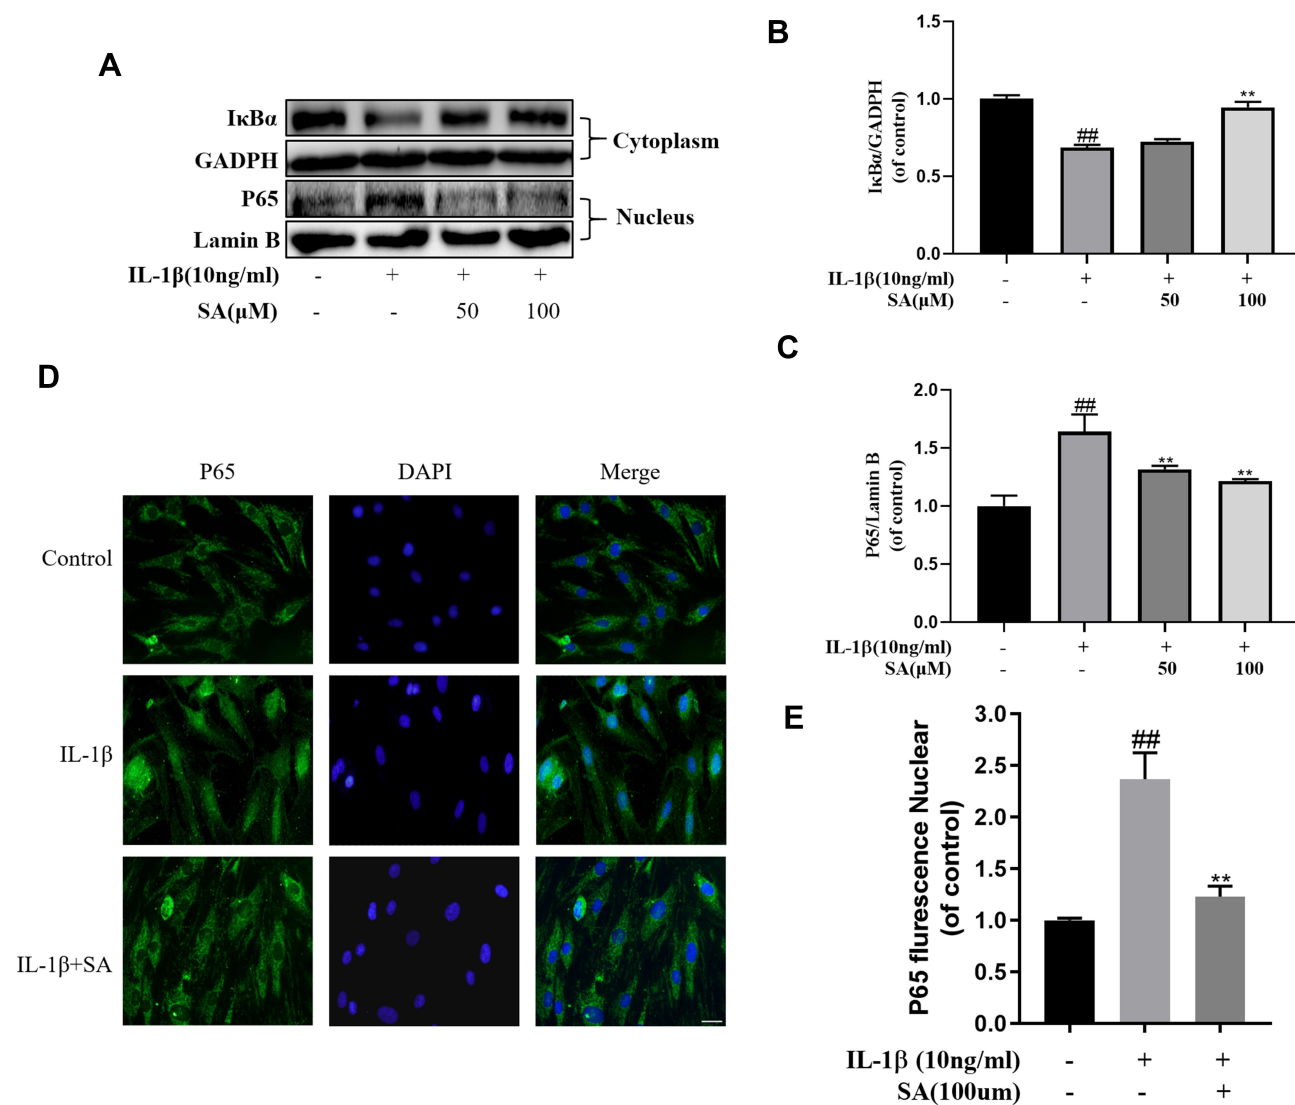 A
IκBα
GADPH
Cytoplasm
P65
Lamin B
Nucleus
IL-1β(10ng/ml) - + + +
SA(μM) - - 50 100
B
IκBα/GADPH
(of control)
1.5
1.0
0.5
0.0
##
**
IL-1β(10ng/ml) - + + +
SA(μM) - - 50 100
C
P65/Lamin B
(of control)
2.0
1.5
1.0
0.5
0.0
##
**
**
IL-1β(10ng/ml) - + + +
SA(μM) - - 50 100
D
P65 DAPI Merge
Control
IL-1β
IL-1β+SA
E
P65 flurescence Nuclear
(of control)
3.0
2.5
2.0
1.5
1.0
0.5
0.0
##
**
IL-1β (10ng/ml) - + +
SA(100um) - - +